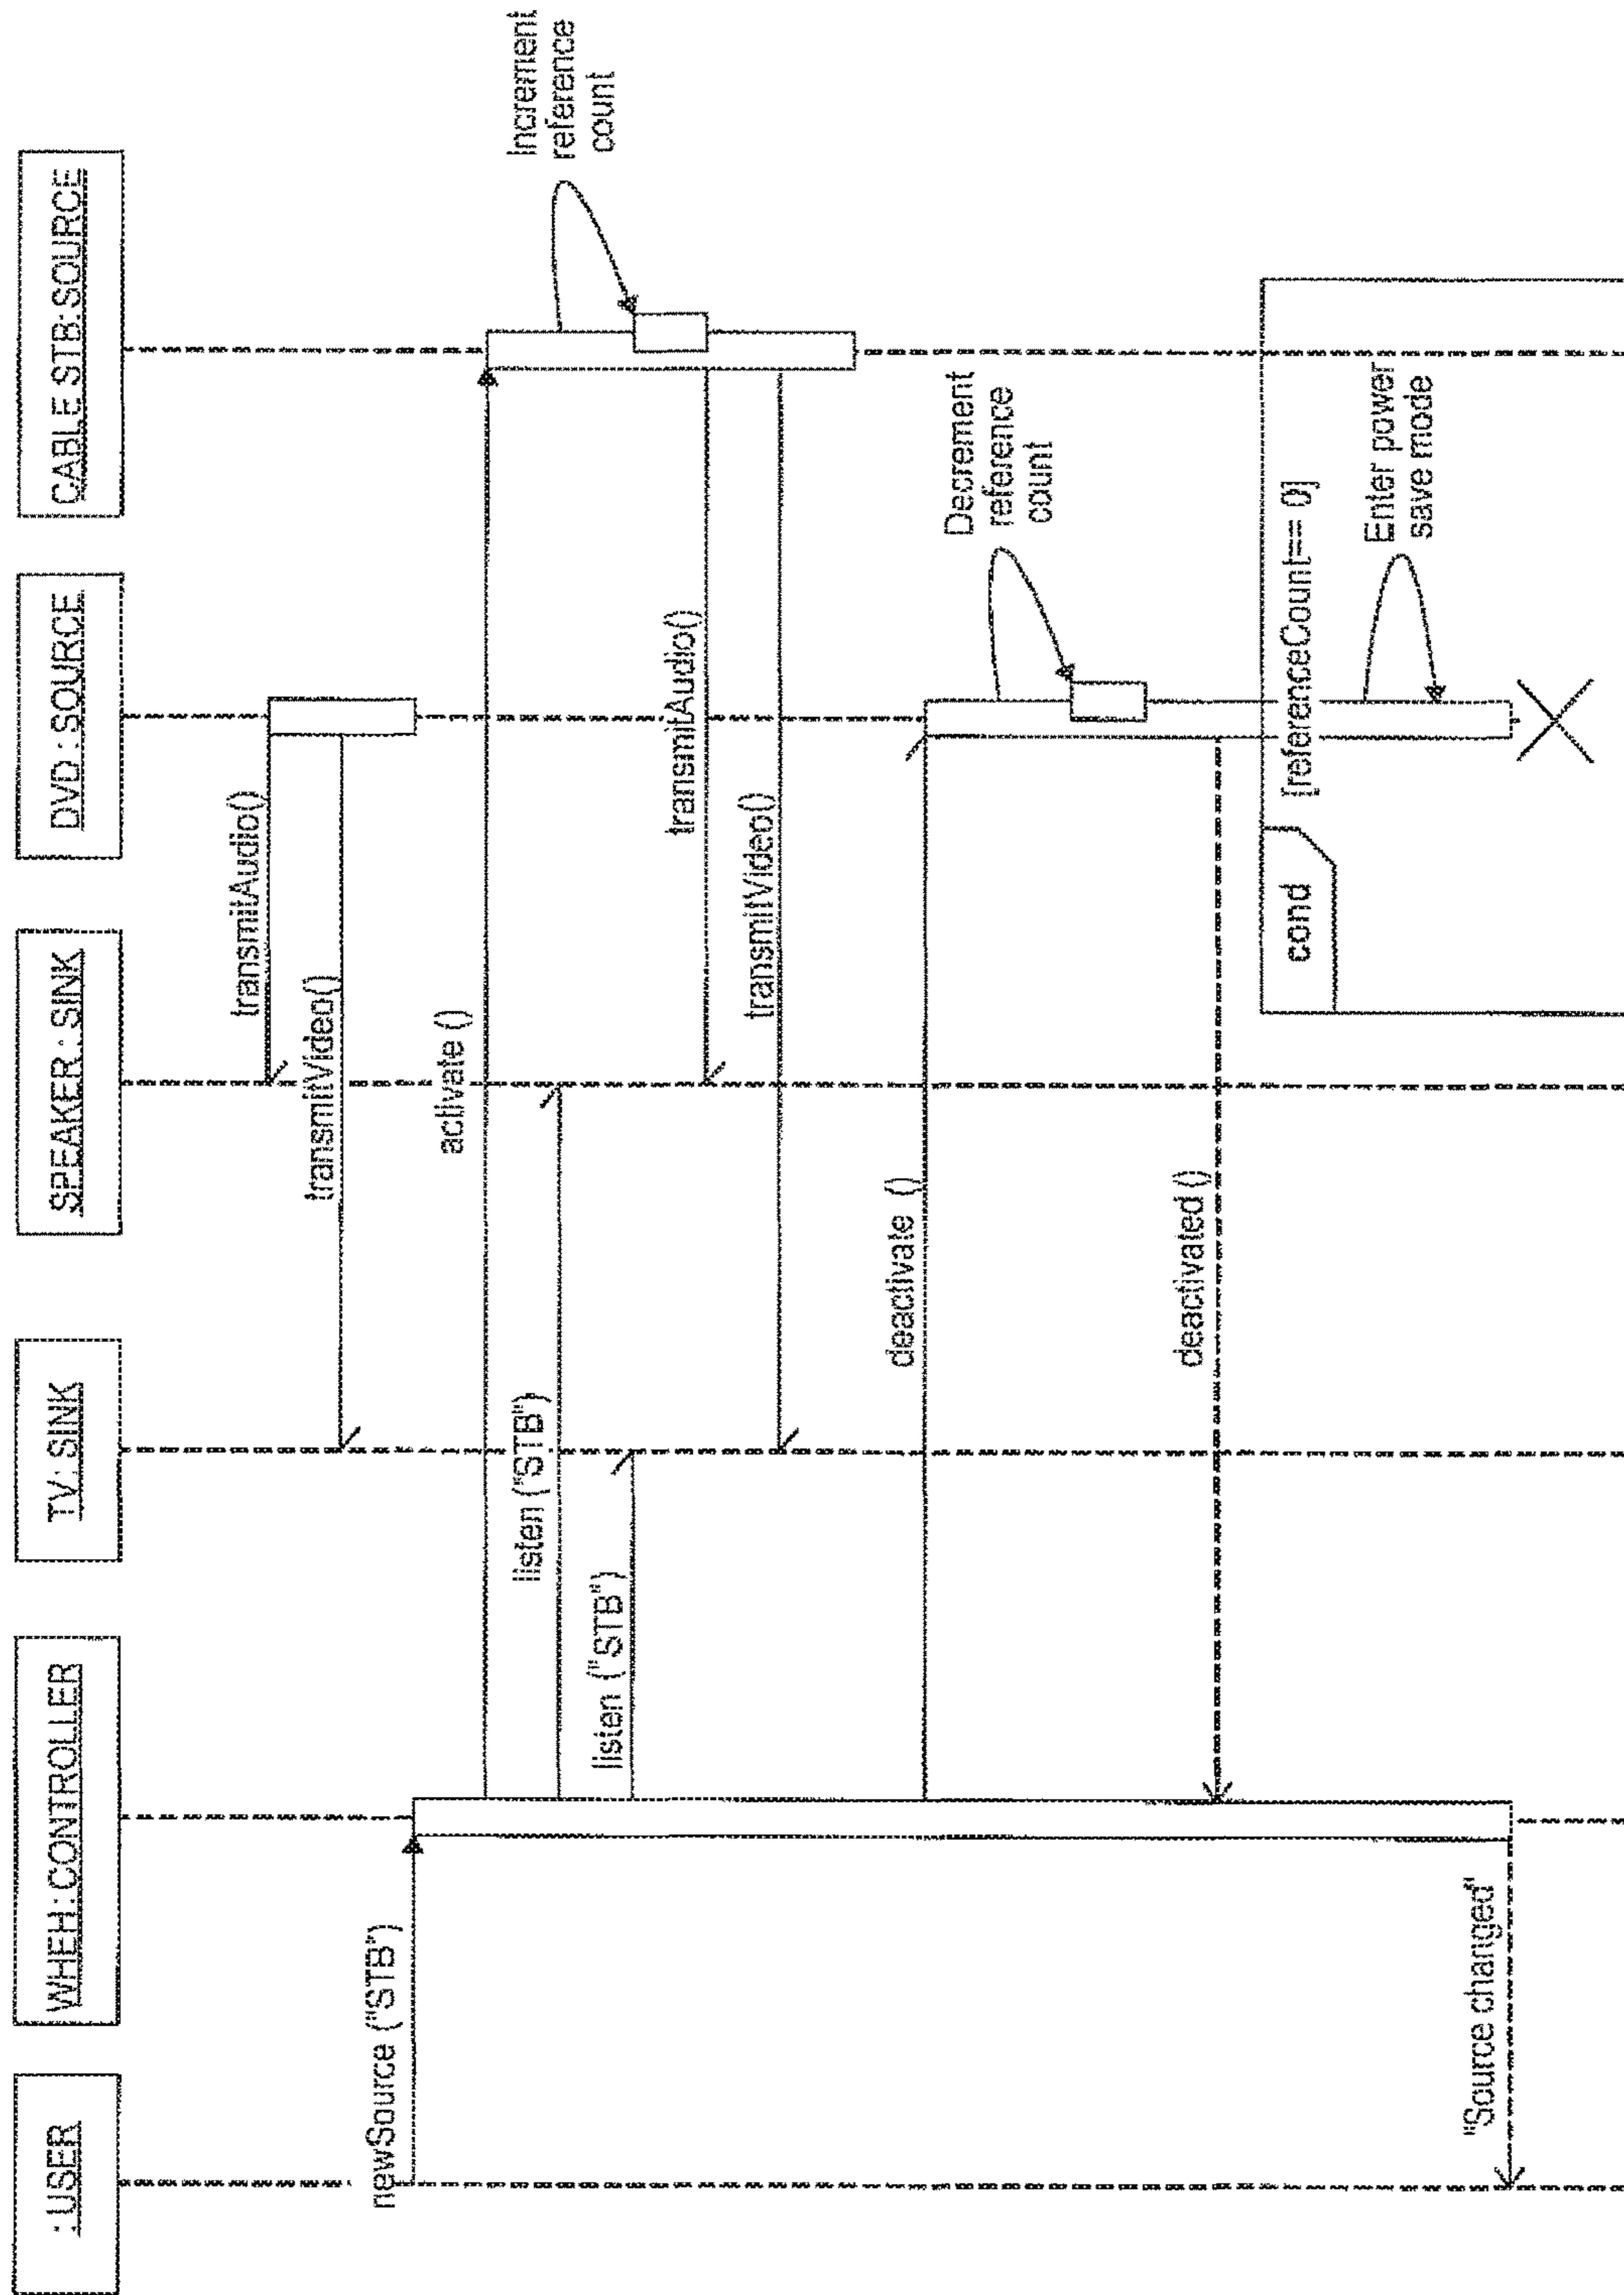 : USER
WHEH : CONTROLLER
TV: SINK
SPEAKER : SINK
DVD : SOURCE
CABLE STB: SOURCE
transmitAudio()
transmitVideo()
newSource ("STB")
activate ()
listen ("STB")
Increment
reference
count
listen ("STB")
transmitAudio()
transmitVideo()
deactivate ()
Decrement
reference
count
deactivated ()
cond
[referenceCount== 0]
Enter power
save mode
"Source changed"